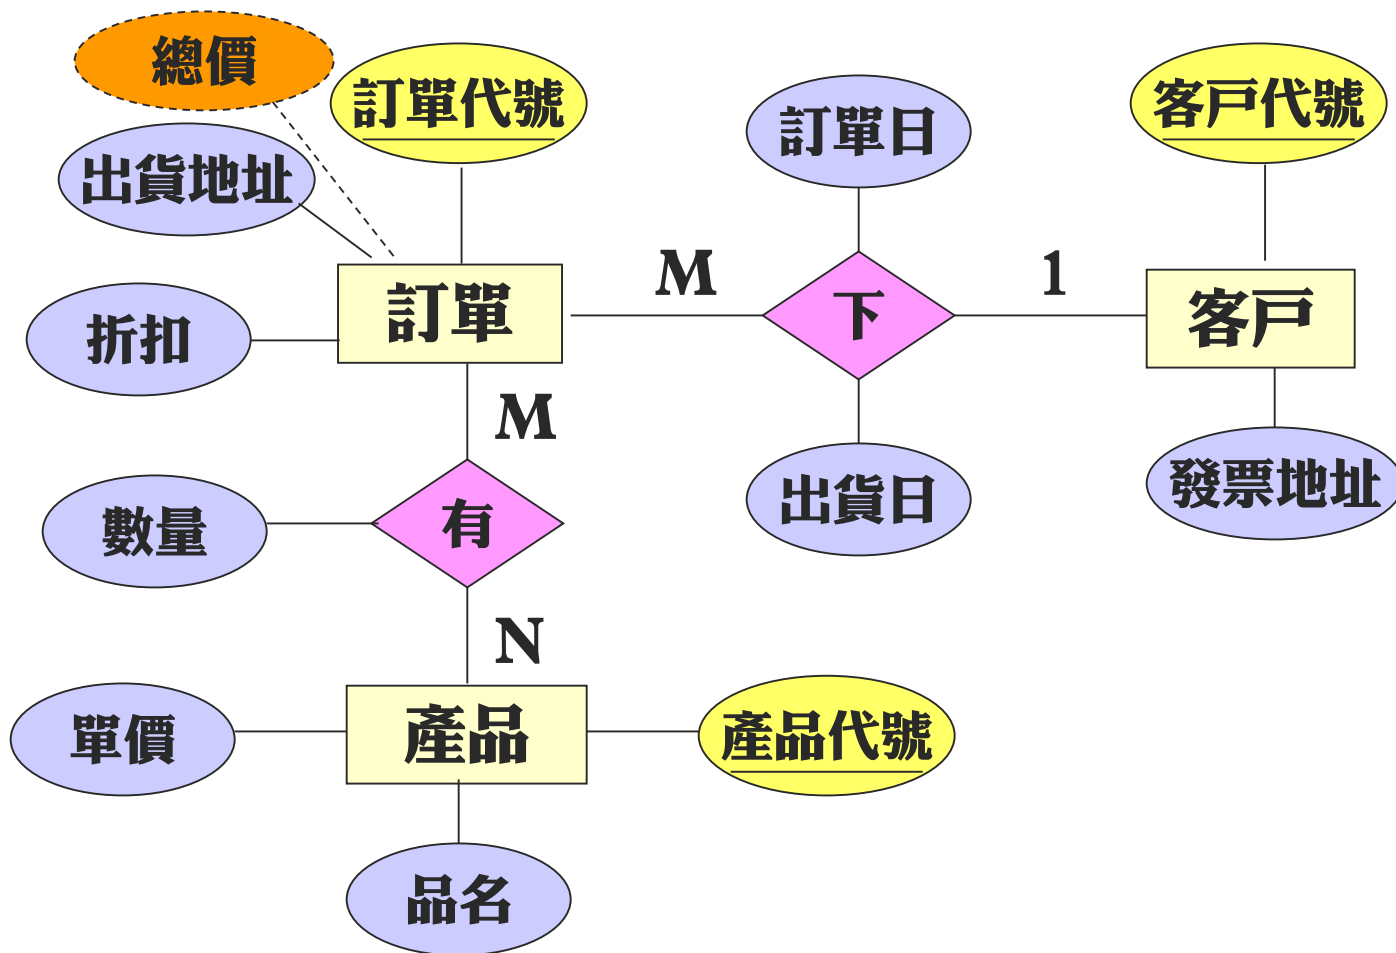 總價
訂單代號
客戶代號
訂單日
出貨地址
M
1
訂單
下
客戶
折扣
M
數量
有
出貨日
發票地址
N
單價
產品
產品代號
品名